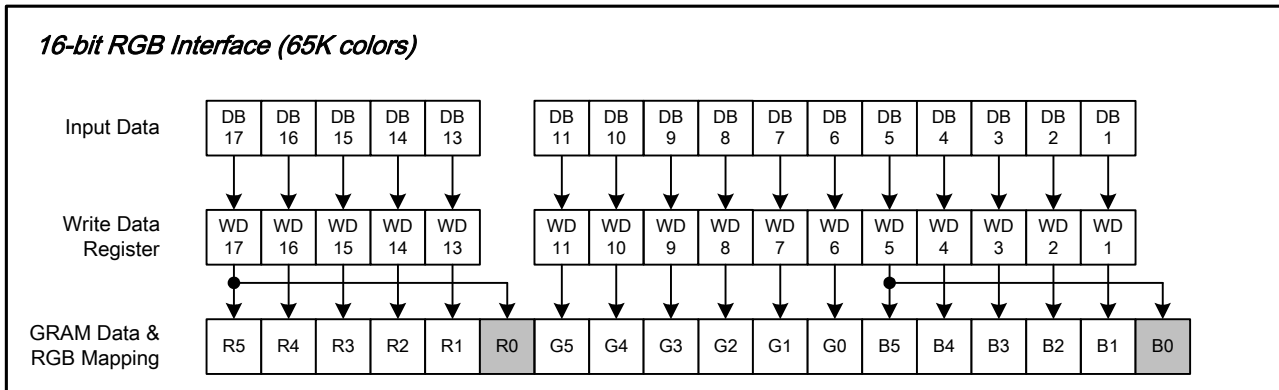 16-bit RGB Interface (65K colors)
Input Data DB 17 DB 16 DB 15 DB 14 DB 13 DB 11 DB 10 DB 9 DB 8 DB 7 DB 6 DB 5 DB 4 DB 3 DB 2 DB 1
Write Data Register WD 17 WD 16 WD 15 WD 14 WD 13 WD 11 WD 10 WD 9 WD 8 WD 7 WD 6 WD 5 WD 4 WD 3 WD 2 WD 1
GRAM Data & RGB Mapping R5 R4 R3 R2 R1 R0 G5 G4 G3 G2 G1 G0 B5 B4 B3 B2 B1 B0